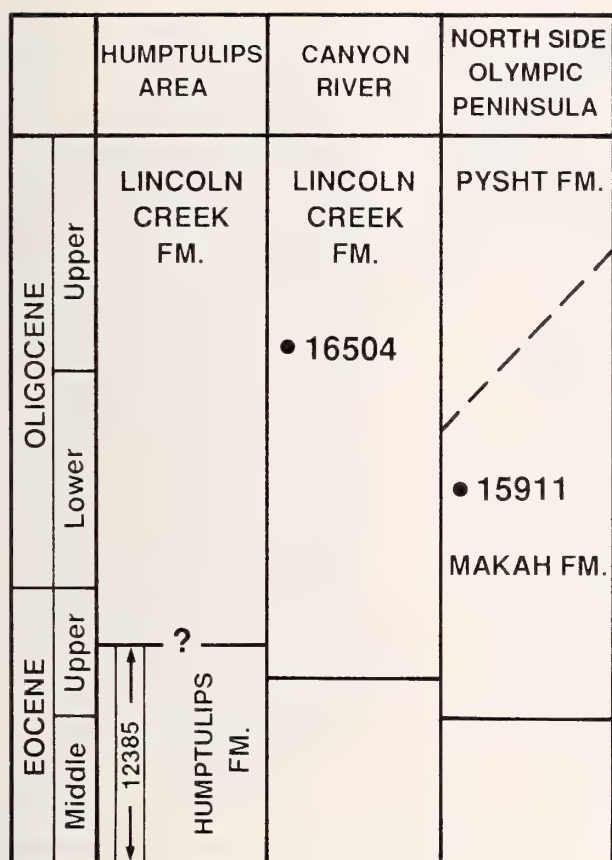 HUMPTULIPS
AREA
CANYON
RIVER
NORTH SIDE
OLYMPIC
PENINSULA
OLIGOCENE
Upper
Lower
EOCENE
Upper
Middle
LINCOLN
CREEK
FM.
?
12385
HUMPTULIPS
FM.
LINCOLN
CREEK
FM.
16504
PYSHT FM.
15911
MAKAH FM.